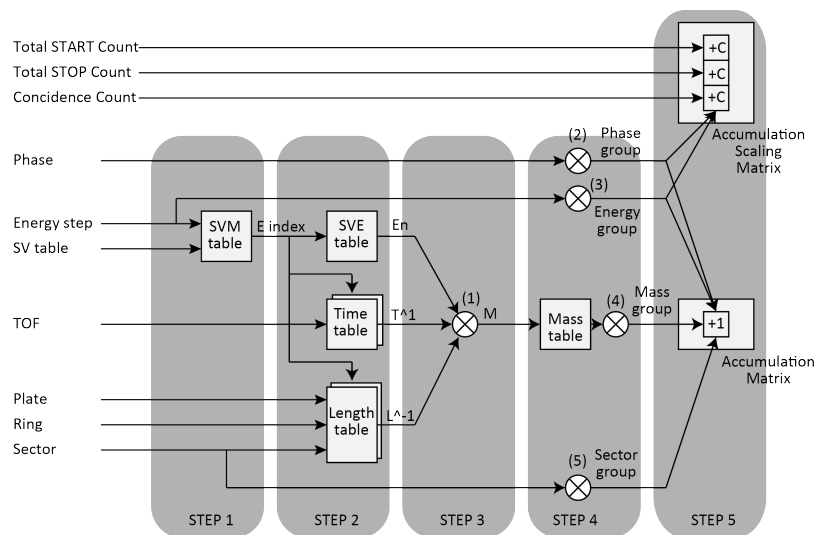 Total START Count
+C
Total STOP Count
+C
Concidence Count
+C
(2)
Phase
group
Accumulation
Scaling
Matrix
Phase
(3)
Energy
group
Energy step
SV table
SVM
table
E index
SVE
table
En
(1)
M
(4)
Mass
group
TOF
Time
table
T^1
Mass
table
+1
Accumulation
Matrix
Plate
Ring
Sector
Length
table
L^-1
(5)
Sector
group
STEP 1
STEP 2
STEP 3
STEP 4
STEP 5